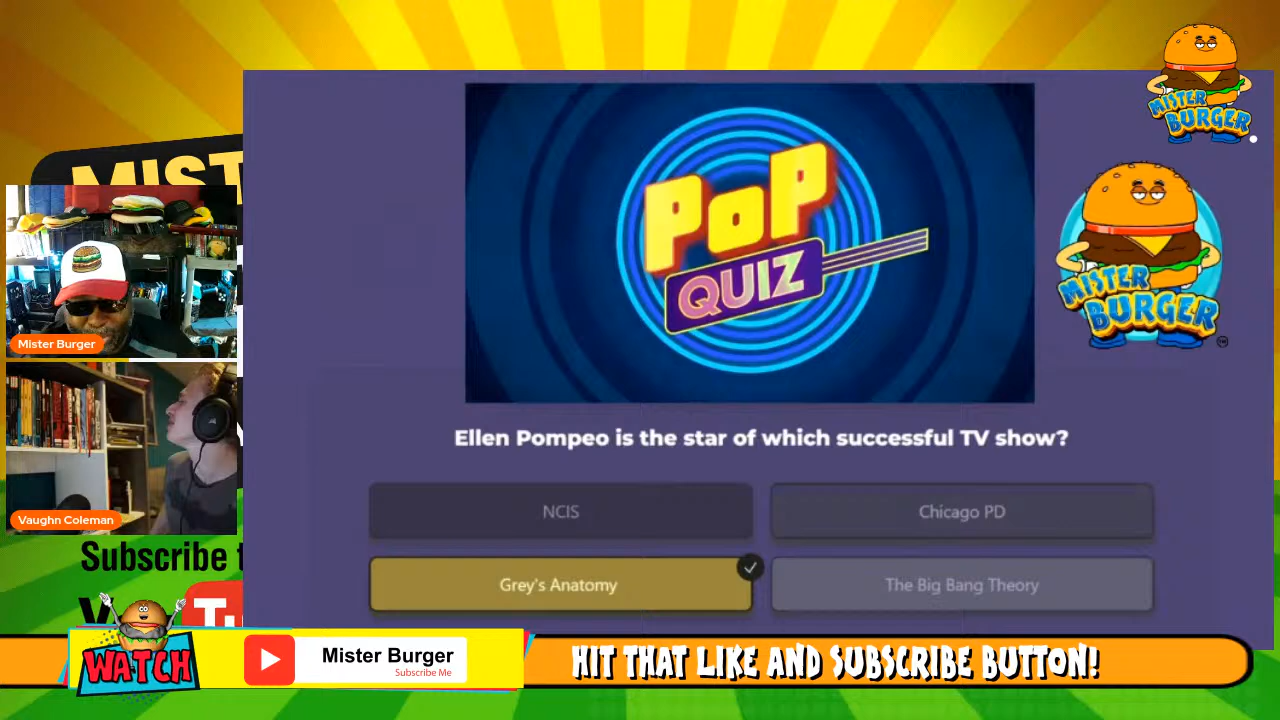 MISTER
BURGER
MIST
PoP
QUIZ
MISTER
BURGER
TM
Mister Burger
Ellen Pompeo is the star of which successful TV show?
NCIS
Chicago PD
Vaughn Coleman
Grey's Anatomy
The Big Bang Theory
Subscribe t
WATCH
Mister Burger
Subscribe Me
HIT THAT LIKE AND SUBSCRIBE BUTTON!